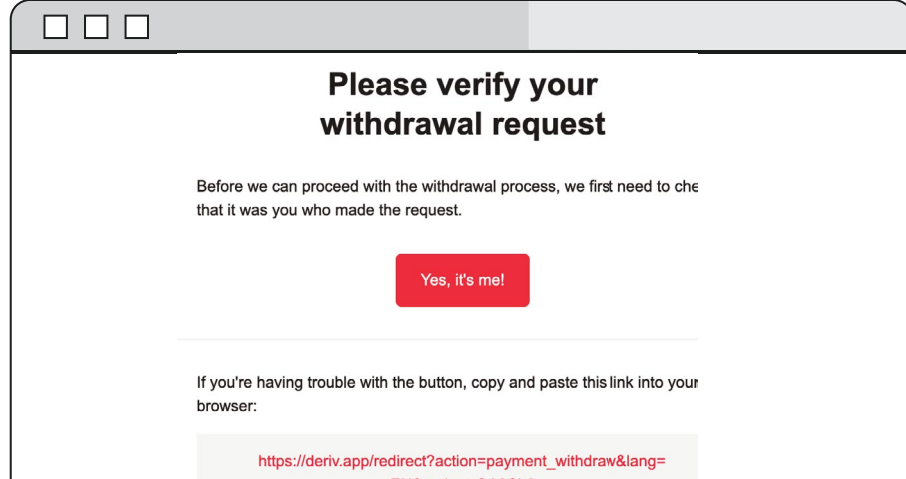 Please verify your
withdrawal request
Before we can proceed with the withdrawal process, we first need to che
that it was you who made the request.
Yes, it's me!
If you're having trouble with the button, copy and paste this link into your
browser:
https://deriv.app/redirect?action=payment_withdraw&lang=